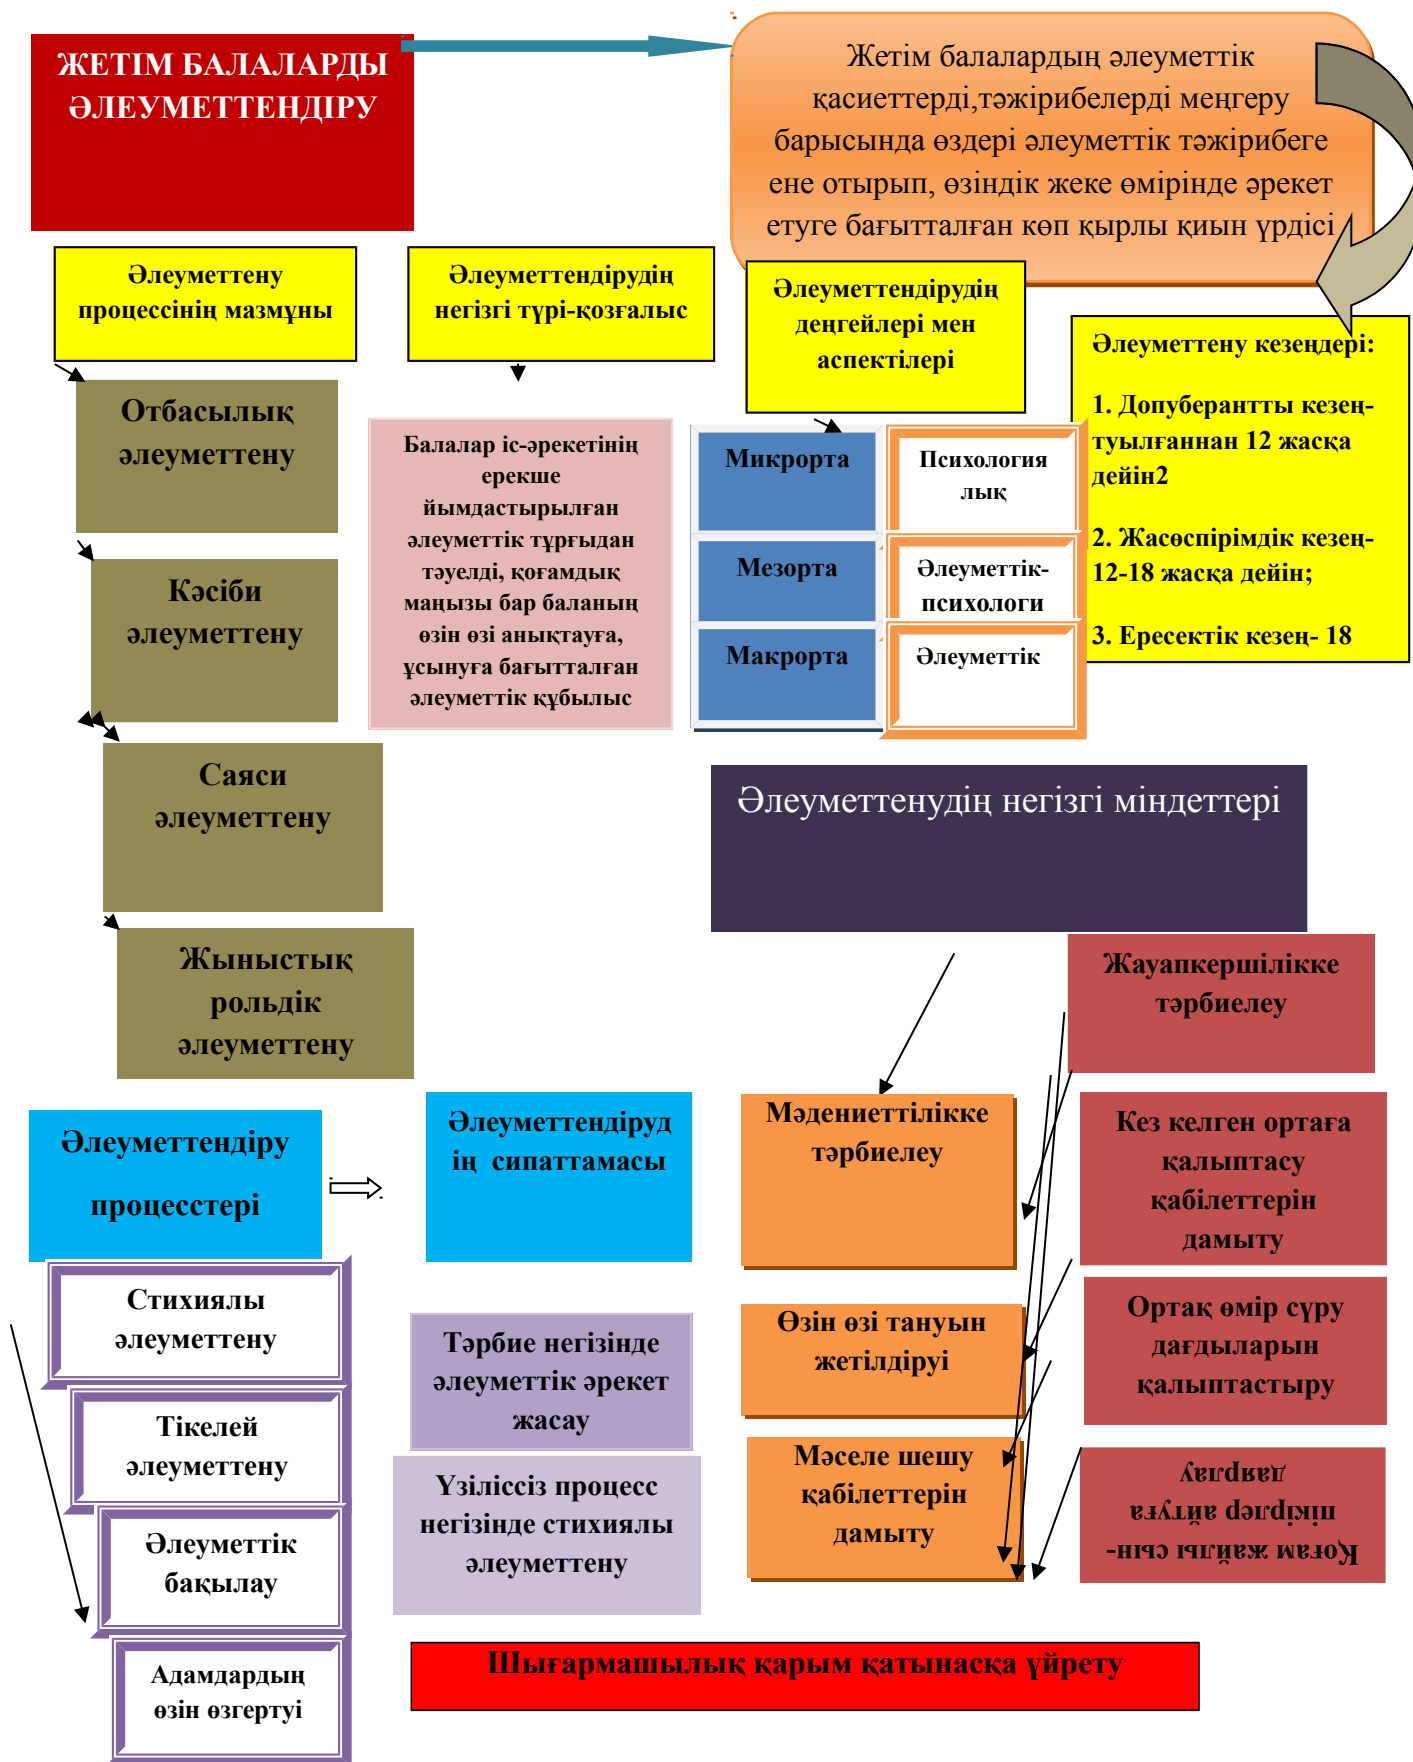 ЖЕТІМ БАЛАЛАРДЫ
ӘЛЕУМЕТТЕНДІРУ
Жетім балалардың әлеуметтік
қасиеттерді,тәжірибелерді меңгеру
барысында өздері әлеуметтік тәжірибеге
ене отырып, өзіндік жеке өмірінде әрекет
етуге бағытталған көп қырлы қиын үрдісі
Әлеуметтену
процессінің мазмұны
Әлеуметтендірудің
негізгі түрі-қозғалыс
Әлеуметтендірудің
деңгейлері мен
аспектілері
Әлеуметтену кезеңдері:
1. Допуберантты кезең-
туылғаннан 12 жасқа
дейін2
2. Жасөспірімдік кезең-
12-18 жасқа дейін;
3. Ересектік кезең- 18
Отбасылық
әлеуметтену
Кәсіби
әлеуметтену
Саяси
әлеуметтену
Жыныстық
рольдік
әлеуметтену
Балалар іс-әрекетінің
ерекше
йымдастырылған
әлеуметтік тұрғыдан
тәуелді, қоғамдық
маңызы бар баланың
өзін өзі анықтауға,
ұсынуға бағытталған
әлеуметтік құбылыс
Микрорта
Мезорта
Макрорта
Психология
лық
Әлеуметтік-
психологи
Әлеуметтік
Әлеуметтенудің негізгі міндеттері
Жауапкершілікке
тәрбиелеу
Мәдениеттілікке
тәрбиелеу
Кез келген ортаға
қалыптасу
қабілеттерін
дамыту
Өзін өзі тануын
жетілдіруі
Ортақ өмір сүру
дағдыларын
қалыптастыру
Мәселе шешу
қабілеттерін
дамыту
Қоғам жайлы сын-
пікірлер айтуға
даярлау
Әлеуметтендіру
процесстері
Әлеуметтендіруд
ің сипаттамасы
Стихиялы
әлеуметтену
Тікелей
әлеуметтену
Әлеуметтік
бақылау
Адамдардың
өзін өзгертуі
Тәрбие негізінде
әлеуметтік әрекет
жасау
Үзіліссіз процесс
негізінде стихиялы
әлеуметтену
Шығармашылық қарым қатынасқа үйрету